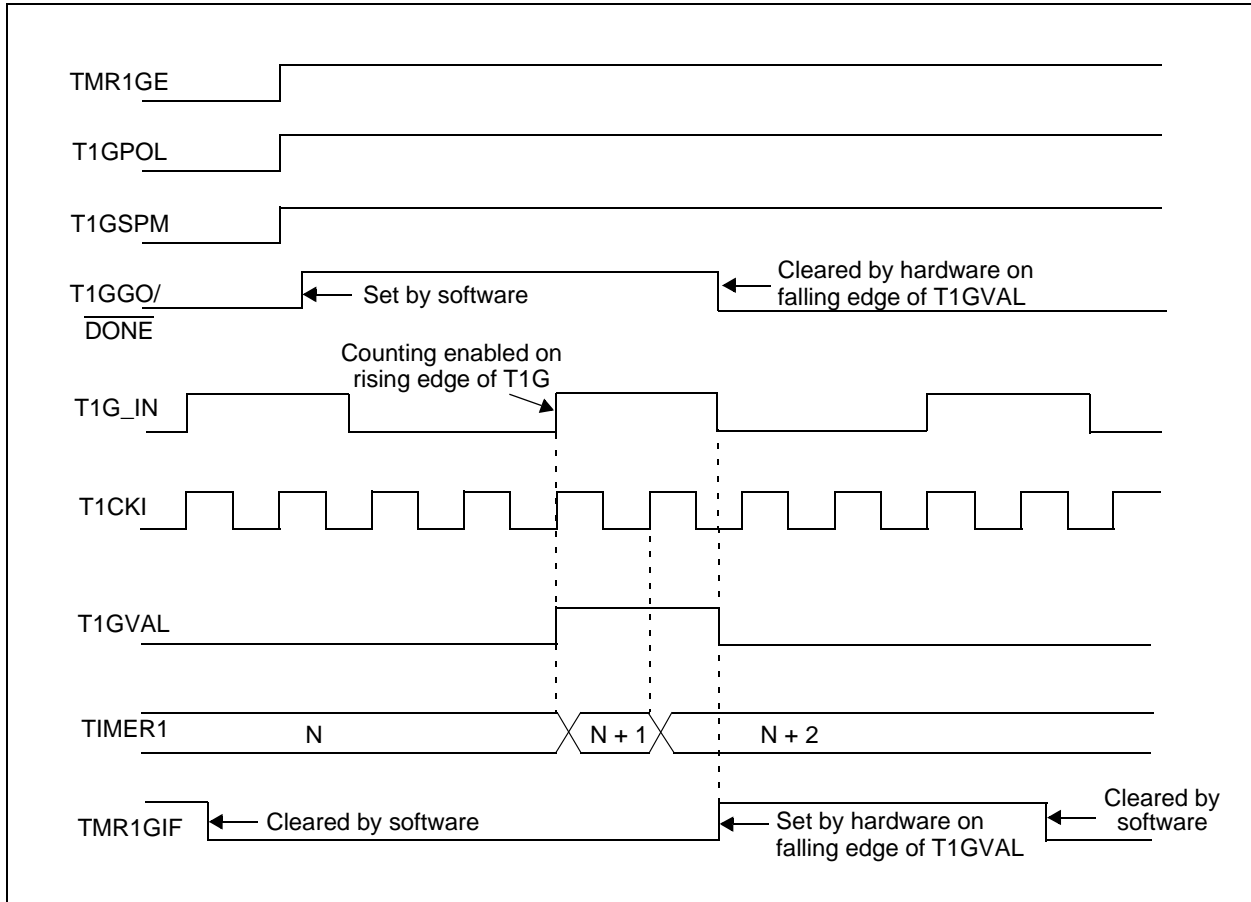 TMR1GE
T1GPOL
T1GSPM
T1GGO/
DONE
Set by software
Cleared by hardware on
falling edge of T1GVAL
Counting enabled on
rising edge of T1G
T1G_IN
T1CKI
T1GVAL
TIMER1
N
N + 1
N + 2
TMR1GIF
Cleared by software
Set by hardware on
falling edge of T1GVAL
Cleared by
software